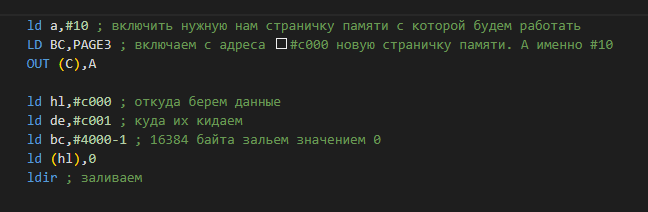 ld a,#10 ; включить нужную нам страничку памяти с которой будем работать
LD BC,PAGE3 ; включаем с адреса #c000 новую страничку памяти. А именно #10
OUT (C),A
ld hl,#c000 ; откуда берем данные
ld de,#c001 ; куда их кидаем
ld bc,#4000-1 ; 16384 байта зальем значением 0
ld (hl),0
ldir ; заливаем